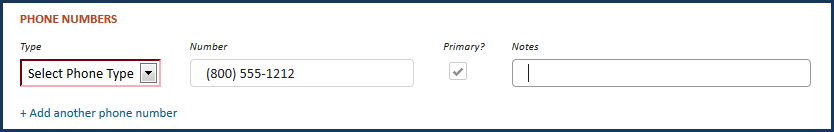 PHONE NUMBERS
Type Number Primary? Notes
Select Phone Type (800) 555-1212
+ Add another phone number